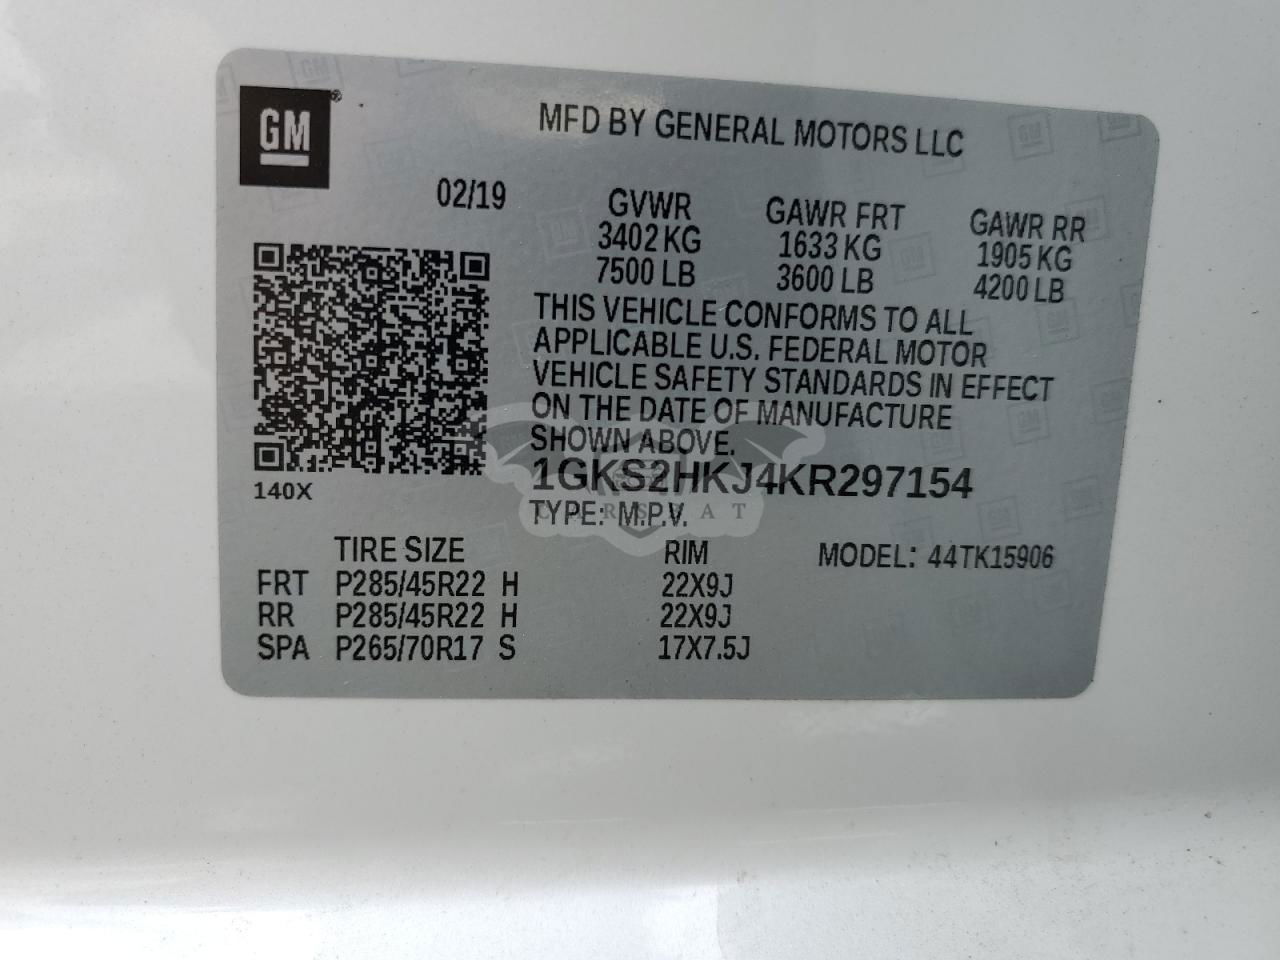 GM®
MFD BY GENERAL MOTORS LLC
02/19
GVWR GAWR FRT GAWR RR
3402 KG 1633 KG 1905 KG
7500 LB 3600 LB 4200 LB
THIS VEHICLE CONFORMS TO ALL
APPLICABLE U.S. FEDERAL MOTOR
VEHICLE SAFETY STANDARDS IN EFFECT
ON THE DATE OF MANUFACTURE
SHOWN ABOVE.
140X
1GKS2HKJ4KR297154
TYPE: M.P.V.
TIRE SIZE RIM MODEL: 44TK15906
FRT P285/45R22 H 22X9J
RR P285/45R22 H 22X9J
SPA P265/70R17 S 17X7.5J